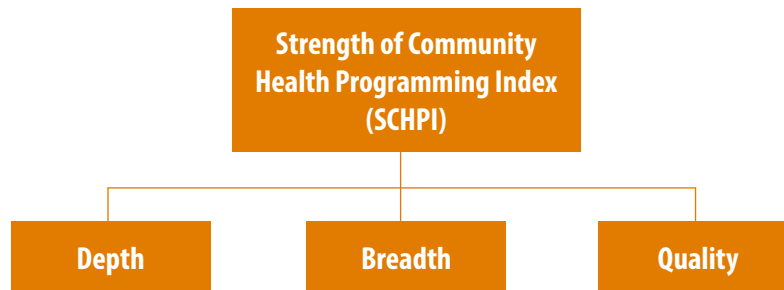 Strength of Community
Health Programming Index
(SCHPI)
Depth
Breadth
Quality